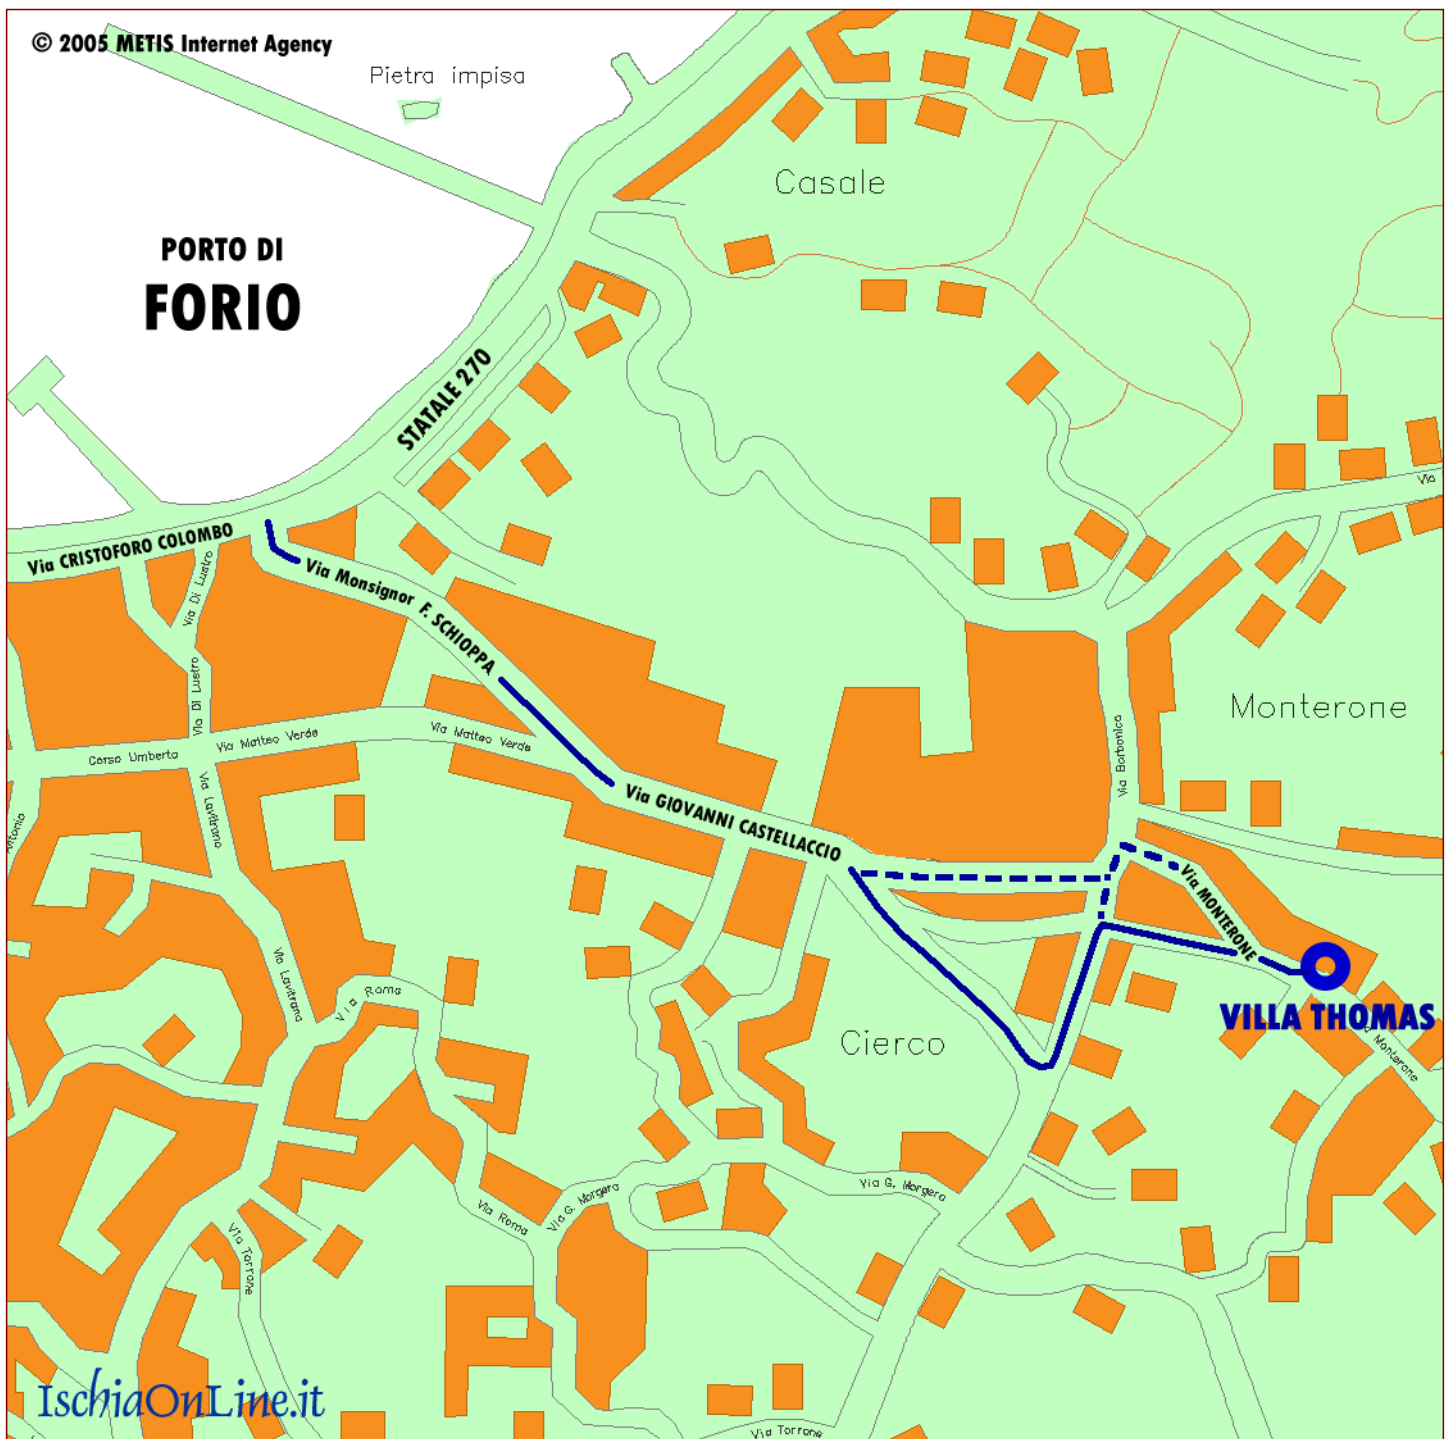 © 2005 METIS Internet Agency
Pietra impisa
Casale
PORTO DI
FORIO
STATALE 270
Via
Via CRISTOFORO COLOMBO
Via Di Lustro
Via Monsignor F. SCHIOPPA
Via Di Lustro
Monterone
Via Borbonica
Via Matteo Verde
Via Matteo Verde
Corso Umberto
Via Lavitrano
Via GIOVANNI CASTELLACCIO
Antonio
Via MONTERONE
Via Lavitrano
Via Roma
VILLA THOMAS
Monterone
Cierco
Via G. Morgera
Via G. Morgera
Via Roma
Via Torrone
IschiaOnLine.it
Via Torrone